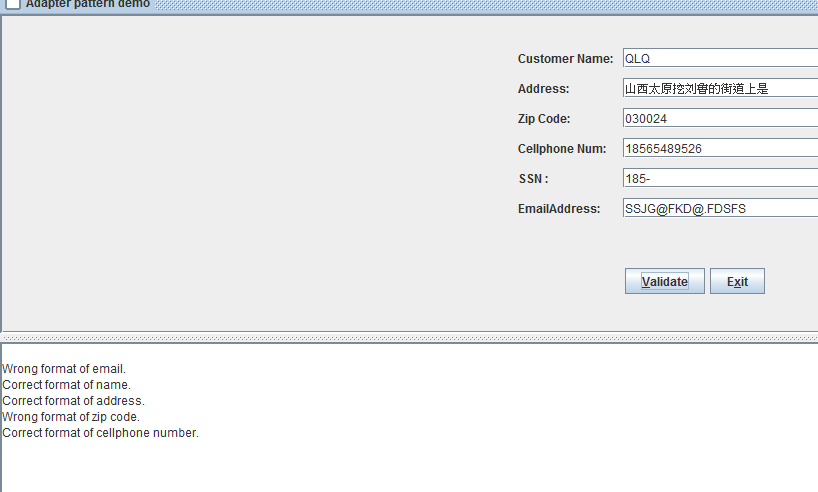 Adapter pattern demo
Customer Name: QLQ
Address: 山西太原挖刘魯的街道上是
Zip Code: 030024
Cellphone Num: 18565489526
SSN : 185-
EmailAddress: SSJG@FKD@.FDSFS
Validate Exit
Wrong format of email.
Correct format of name.
Correct format of address.
Wrong format of zip code.
Correct format of cellphone number.